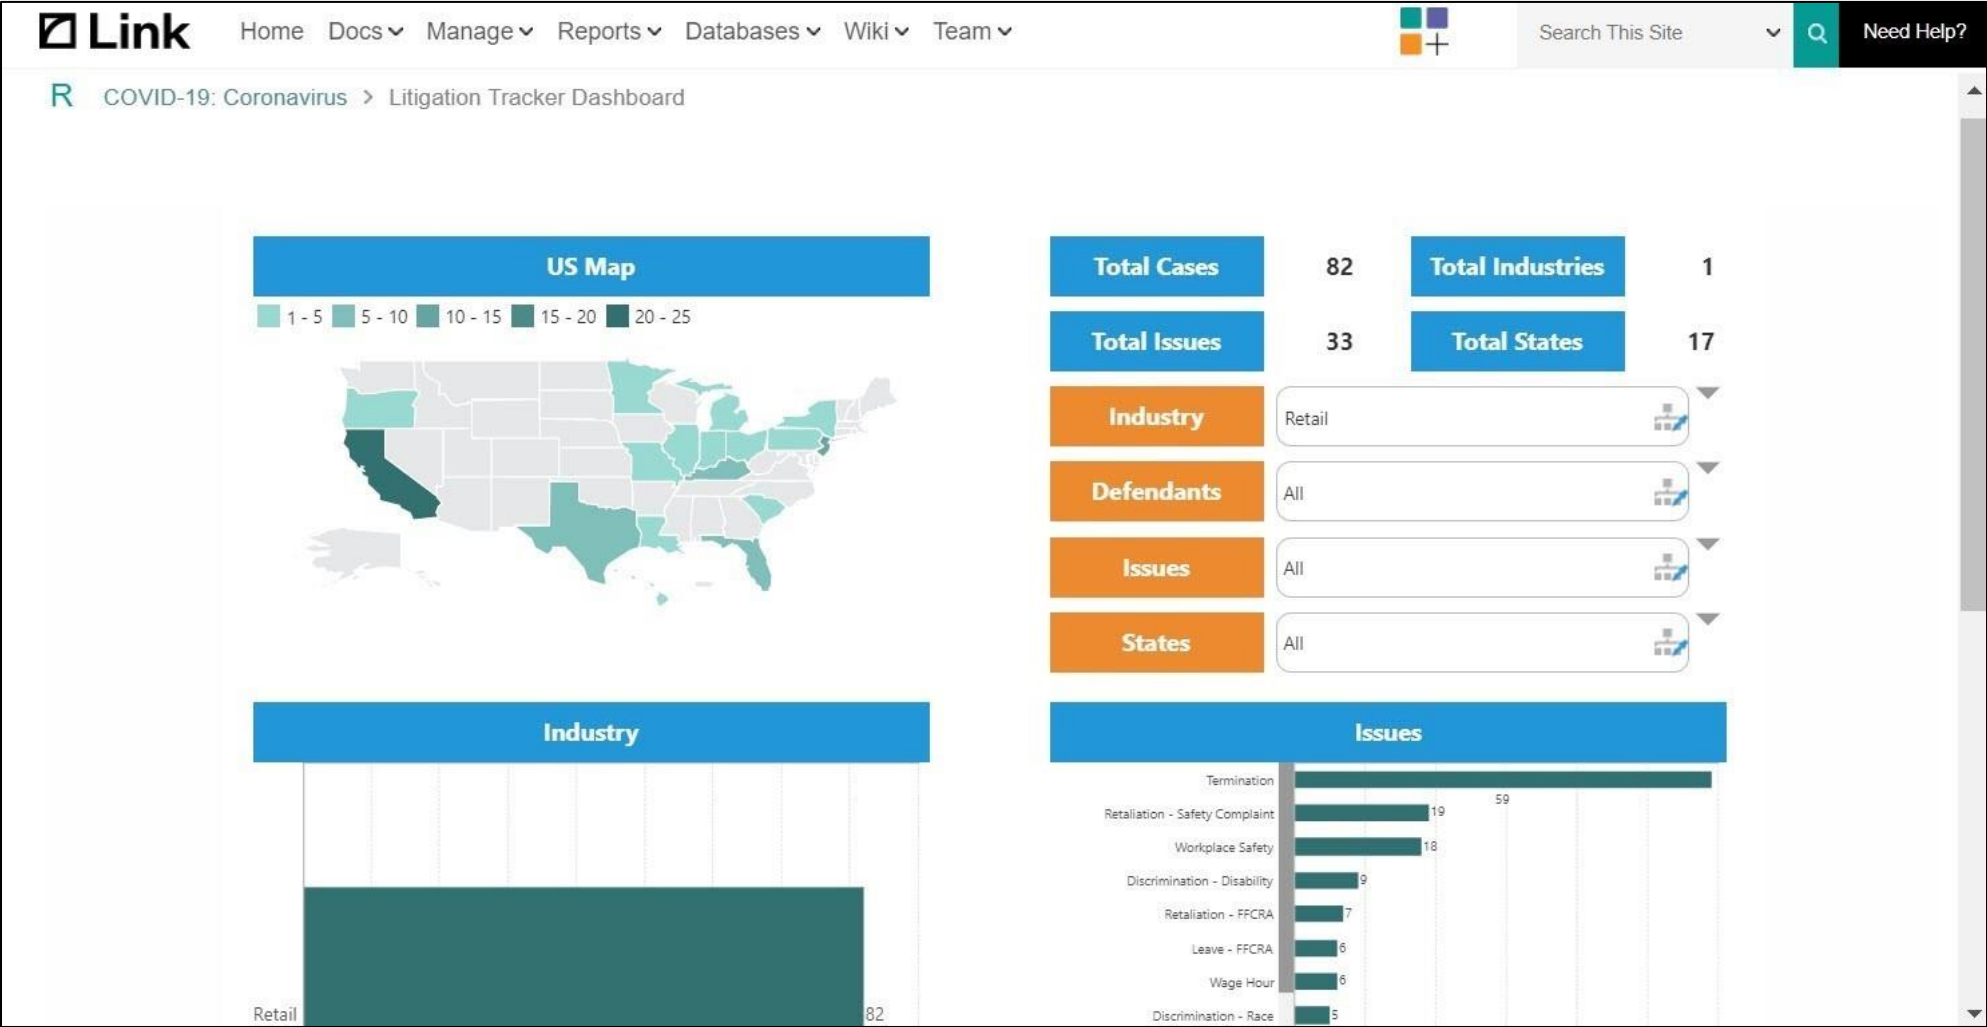 Link Home Docs Manage Reports Databases Wiki Team Search This Site Need Help?
R COVID-19: Coronavirus > Litigation Tracker Dashboard
US Map
1 - 5 5 - 10 10 - 15 15 - 20 20 - 25
Total Cases 82 Total Industries 1
Total Issues 33 Total States 17
Industry Retail
Defendants All
Issues All
States All
Industry
Retail 82
Issues
Termination 59
Retaliation - Safety Complaint 19
Workplace Safety 18
Discrimination - Disability 9
Retaliation - FFCRA 7
Leave - FFCRA 6
Wage Hour 6
Discrimination - Race 5